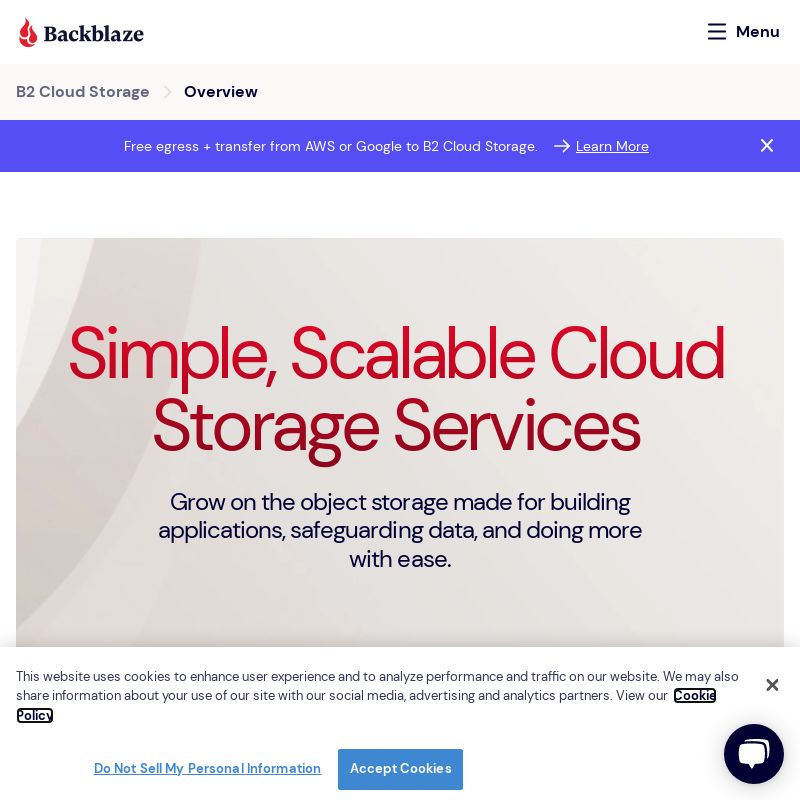 Backblaze
Menu
B2 Cloud Storage
Overview
Free egress + transfer from AWS or Google to B2 Cloud Storage.
Learn More
Simple, Scalable Cloud
Storage Services
Grow on the object storage made for building
applications, safeguarding data, and doing more
with ease.
This website uses cookies to enhance user experience and to analyze performance and traffic on our website. We may also
share information about your use of our site with our social media, advertising and analytics partners. View our Cookie
Policy
Do Not Sell My Personal Information
Accept Cookies